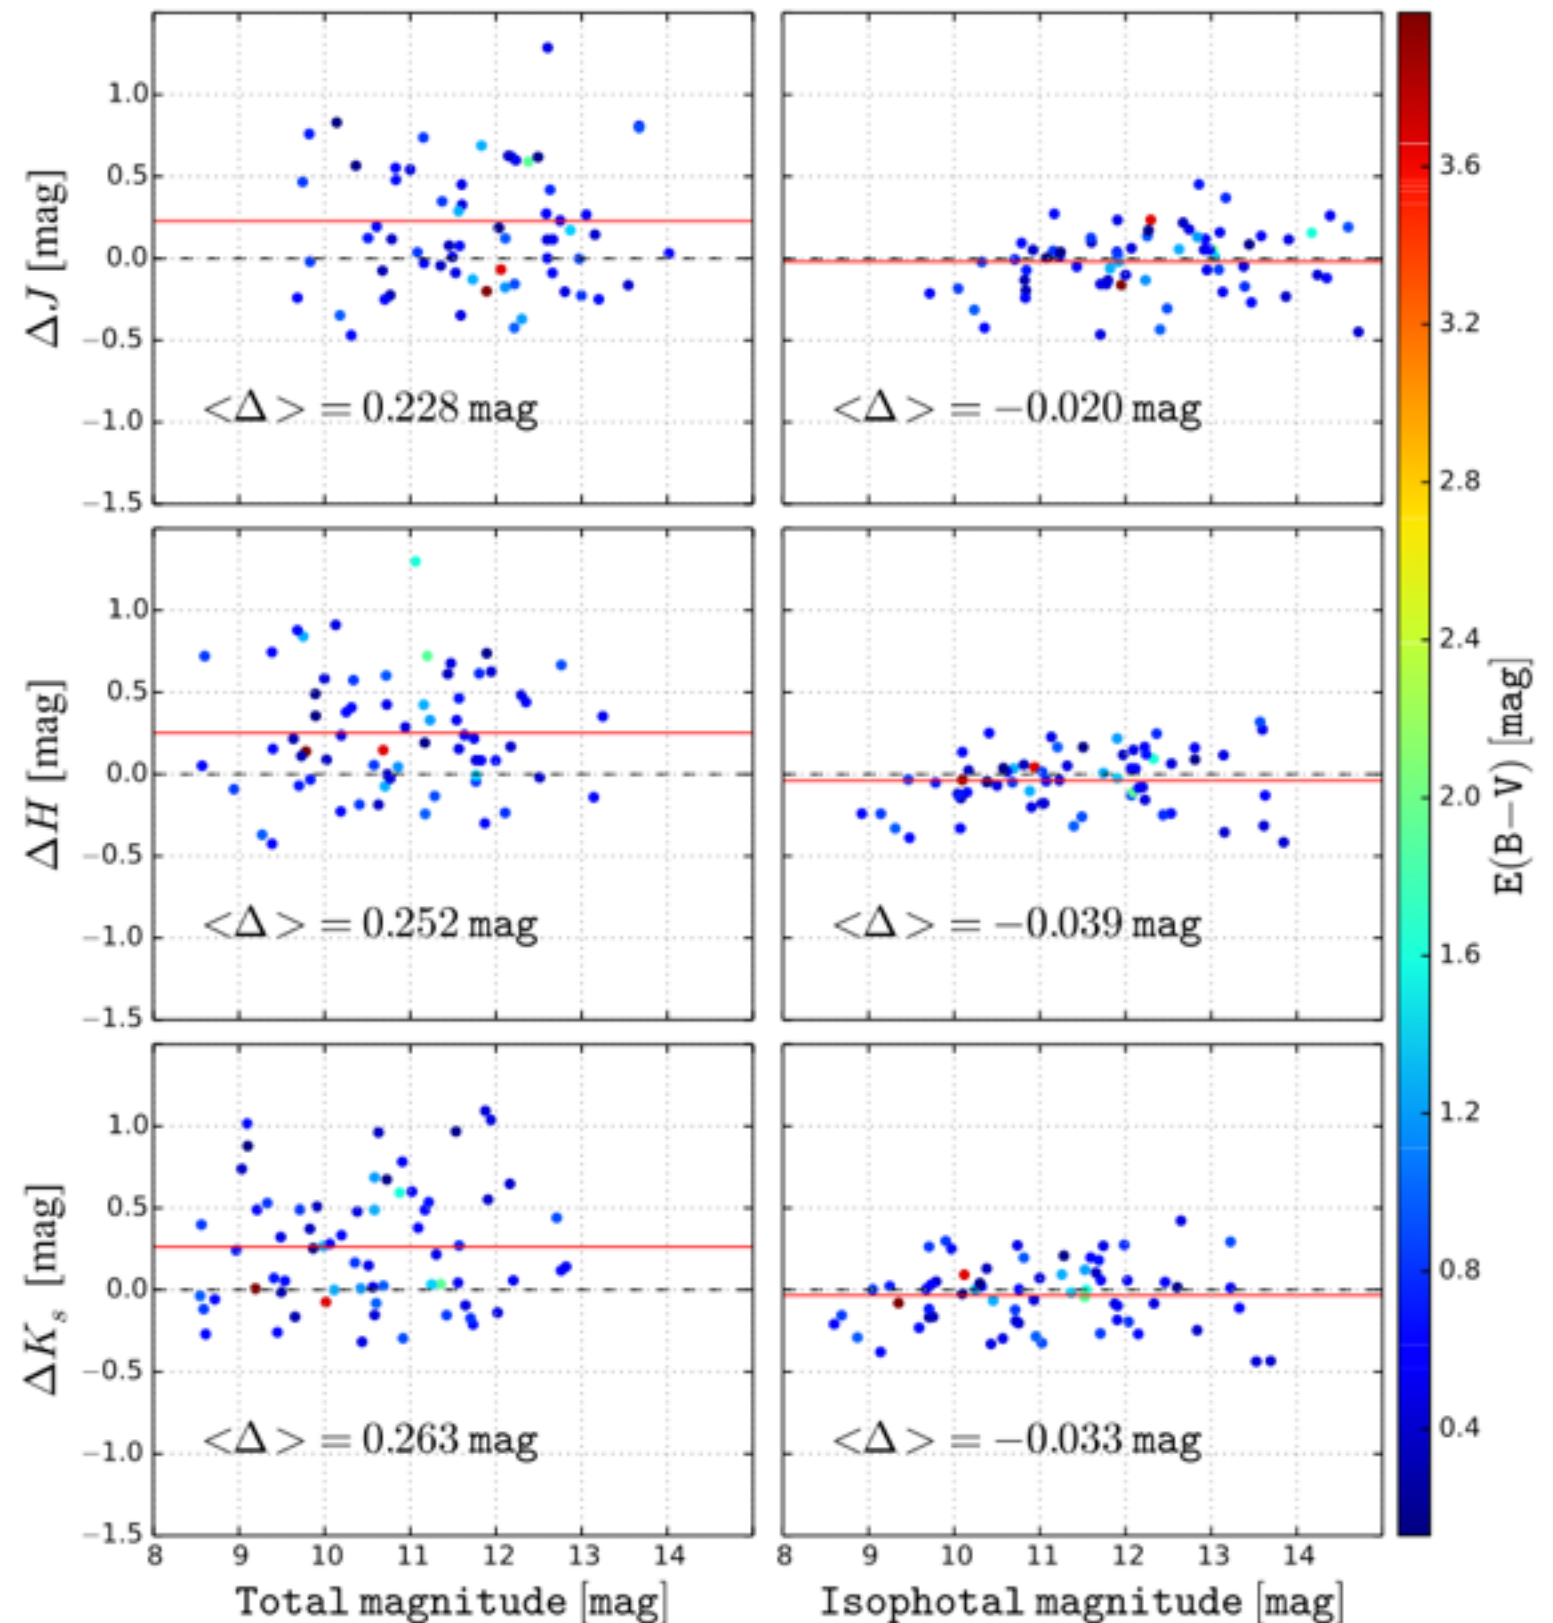 1.0
0.5
0.0
−0.5
−1.0
−1.5
ΔJ [mag]
<Δ> = 0.228 mag
<Δ> = −0.020 mag
1.0
0.5
0.0
−0.5
−1.0
−1.5
ΔH [mag]
<Δ> = 0.252 mag
<Δ> = −0.039 mag
1.0
0.5
0.0
−0.5
−1.0
−1.5
ΔK_s [mag]
<Δ> = 0.263 mag
<Δ> = −0.033 mag
8 9 10 11 12 13 14
Total magnitude [mag]
8 9 10 11 12 13 14
Isophotal magnitude [mag]
3.6
3.2
2.8
2.4
2.0
1.6
1.2
0.8
0.4
E(B−V) [mag]